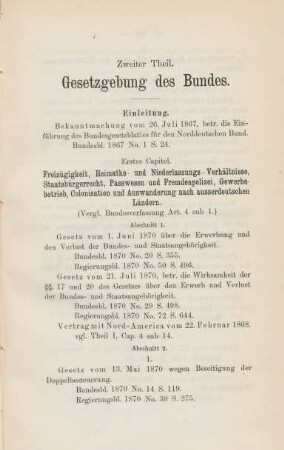 Zweiter Theil.
Gesetzgebung des Bundes.
Einleitung.
Bekanntmachung vom 26. Juli 1867, betr. die Ein-
führung des Bundesgesetzblattes für den Norddeutschen Bund.
Bundesbl. 1867 No. 1 S. 24.
Erstes Capitel.
Freizügigkeit, Heimaths- und Niederlassungs-Verhältnisse,
Staatsbürgerrecht, Passwesen und Fremdenpolizei, Gewerbe-
betrieb, Colonisation und Auswanderung nach ausserdeutschen
Ländern.
(Vergl. Bundesverfassung Art. 4 sub 1.)
Abschnitt 1.
Gesetz vom 1. Juni 1870 über die Erwerbung und
den Verlust der Bundes- und Staatsangehörigkeit.
Bundesbl. 1870 No. 20 S. 355.
Regierungsbl. 1870 No. 50 S. 496.
Gesetz vom 21. Juli 1870, betr. die Wirksamkeit der
§§. 17 und 20 des Gesetzes über den Erwerb und Verlust
der Bundes- und Staatsangehörigkeit.
Bundesbl. 1870 No. 29 S. 498.
Regierungsbl. 1870 No. 72 S. 644.
Vertrag mit Nord-America vom 22. Februar 1868.
vgl. Theil I, Cap. 4 sub 14.
Abschnitt 2.
1.
Gesetz vom 13. Mai 1870 wegen Beseitigung der
Doppelbesteuerung.
Bundesbl. 1870 No. 14 S. 119.
Regierungsbl. 1870 No. 38 S. 275.